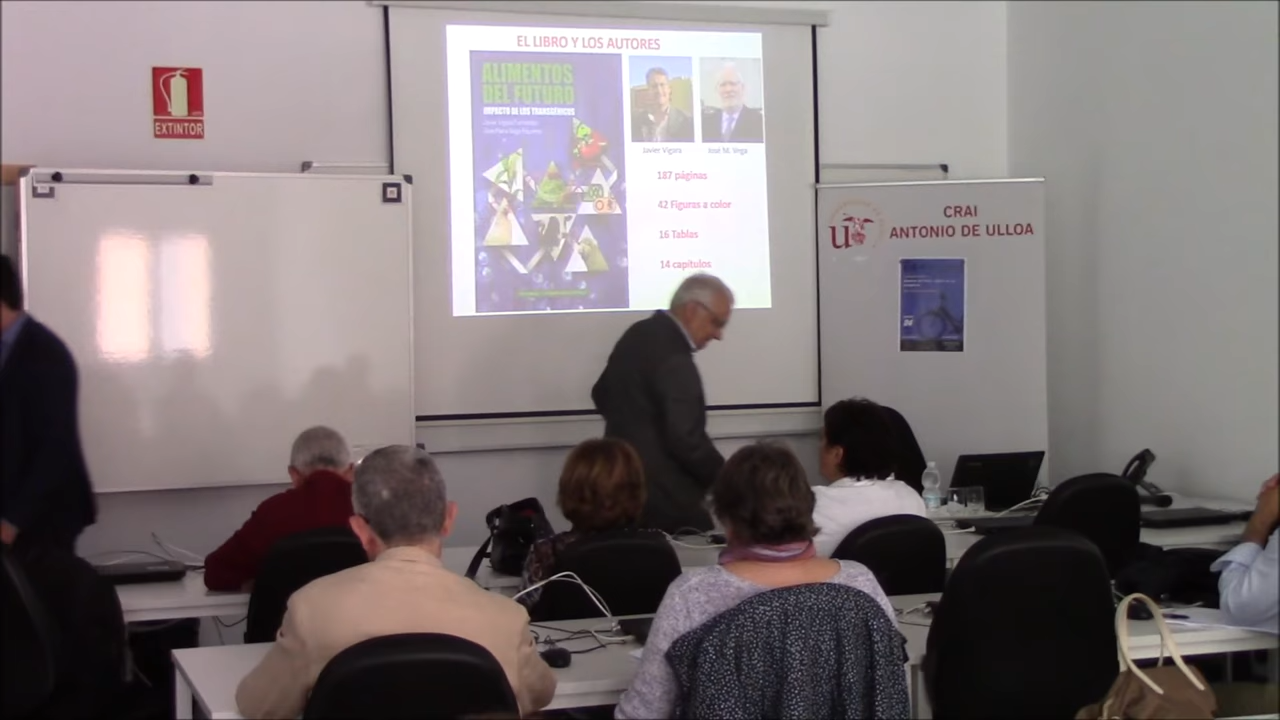 EL LIBRO Y LOS AUTORES
ALIMENTOS
DEL FUTURO
IMPACTO DE LOS TRANSGÉNICOS
Javier Vigara
José M. Vega
187 páginas
42 Figuras a color
16 Tablas
14 capítulos
EXTINTOR
CRAI
ANTONIO DE ULLOA